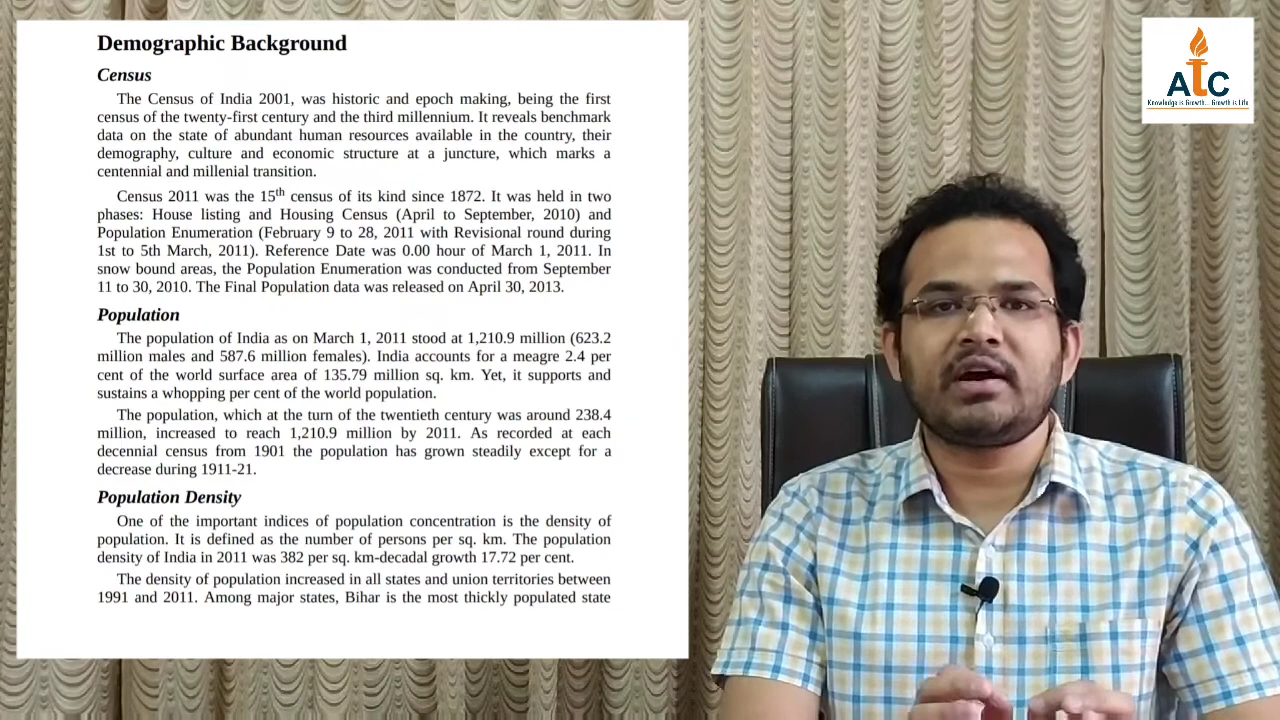 Demographic Background
Census
The Census of India 2001, was historic and epoch making, being the first
census of the twenty-first century and the third millennium. It reveals benchmark
data on the state of abundant human resources available in the country, their
demography, culture and economic structure at a juncture, which marks a
centennial and millenial transition.
Census 2011 was the 15th census of its kind since 1872. It was held in two
phases: House listing and Housing Census (April to September, 2010) and
Population Enumeration (February 9 to 28, 2011 with Revisional round during
1st to 5th March, 2011). Reference Date was 0.00 hour of March 1, 2011. In
snow bound areas, the Population Enumeration was conducted from September
11 to 30, 2010. The Final Population data was released on April 30, 2013.
Population
The population of India as on March 1, 2011 stood at 1,210.9 million (623.2
million males and 587.6 million females). India accounts for a meagre 2.4 per
cent of the world surface area of 135.79 million sq. km. Yet, it supports and
sustains a whopping per cent of the world population.
The population, which at the turn of the twentieth century was around 238.4
million, increased to reach 1,210.9 million by 2011. As recorded at each
decennial census from 1901 the population has grown steadily except for a
decrease during 1911-21.
Population Density
One of the important indices of population concentration is the density of
population. It is defined as the number of persons per sq. km. The population
density of India in 2011 was 382 per sq. km-decadal growth 17.72 per cent.
The density of population increased in all states and union territories between
1991 and 2011. Among major states, Bihar is the most thickly populated state
ATC
Knowledge is Growth... Growth is Life